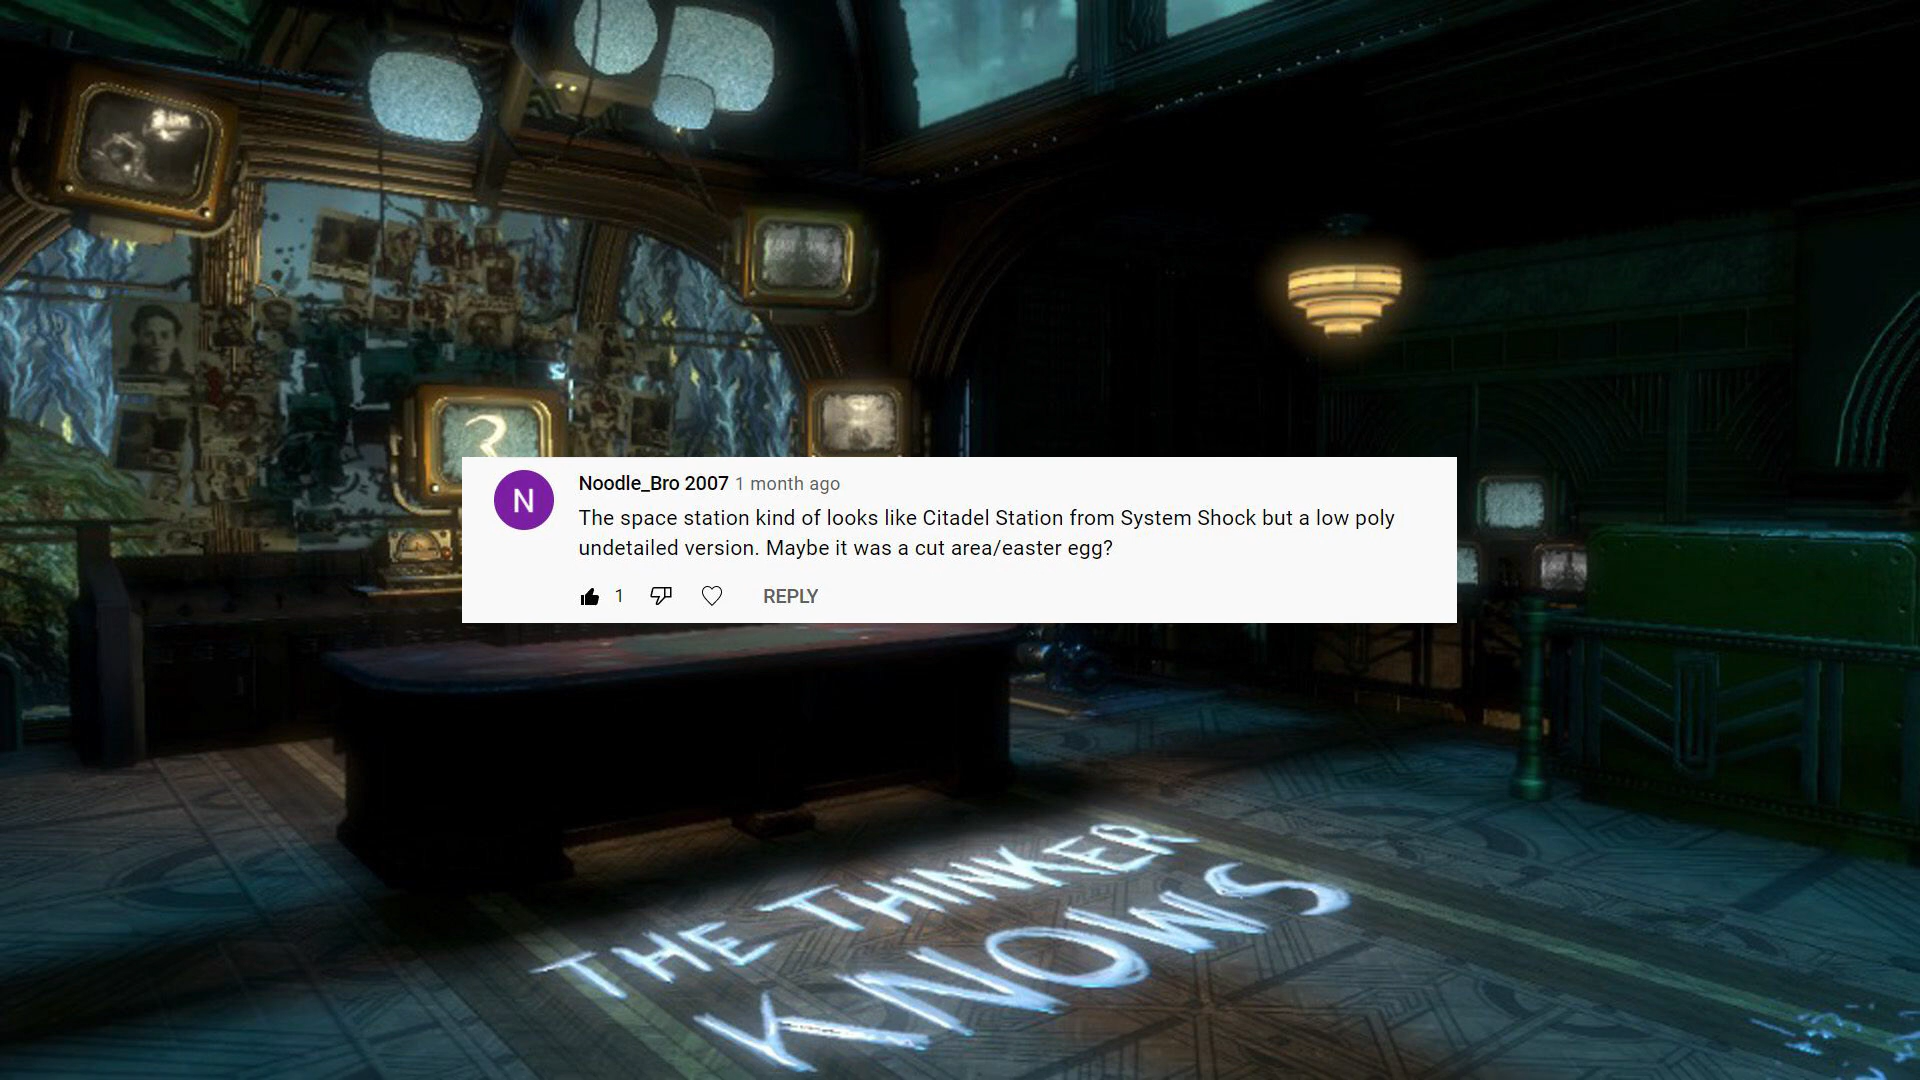 N
Noodle_Bro 2007 1 month ago
The space station kind of looks like Citadel Station from System Shock but a low poly
undetailed version. Maybe it was a cut area/easter egg?
1
REPLY
THE THINKER
KNOWS